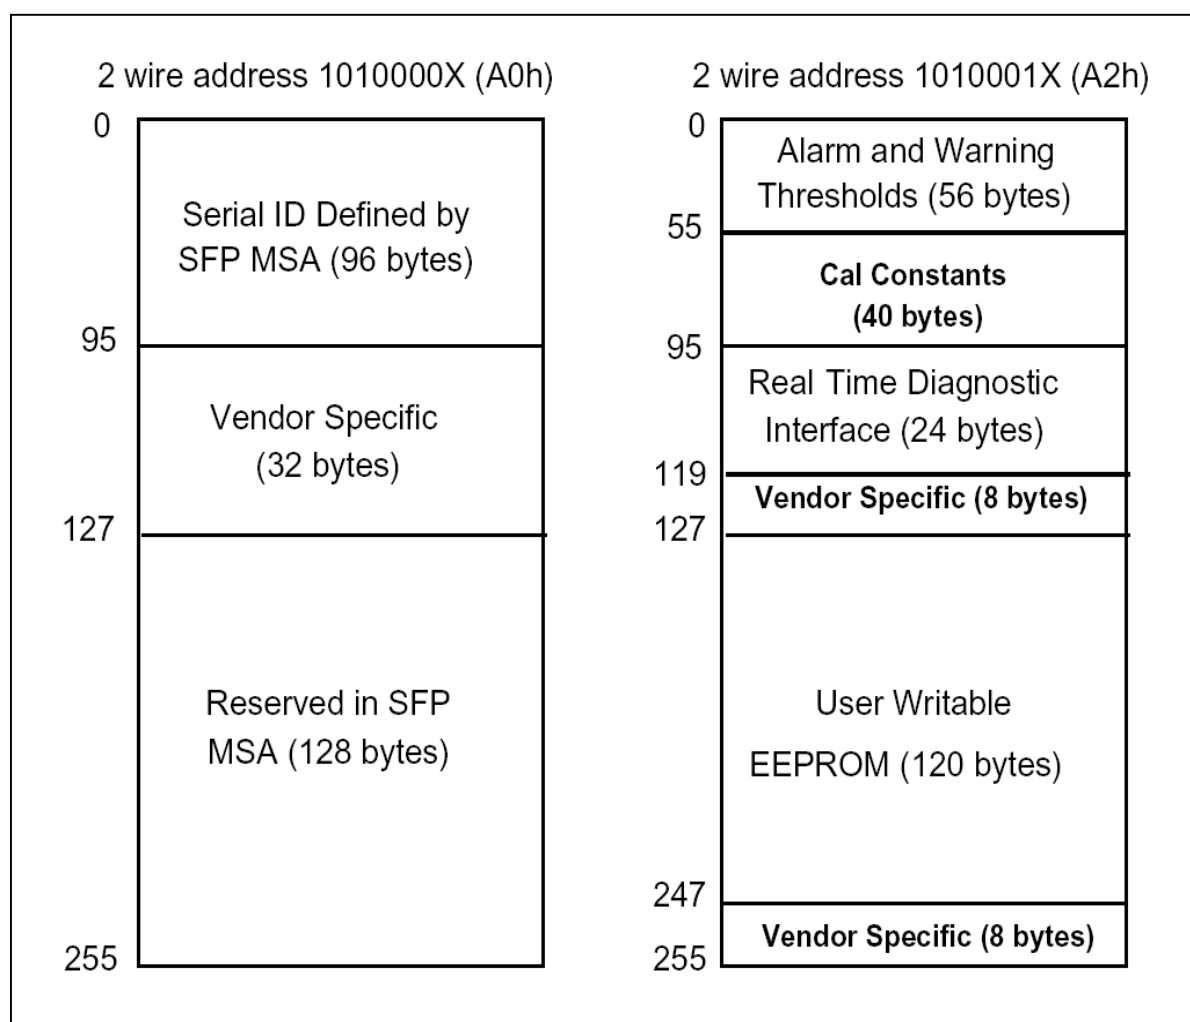 2 wire address 1010000X (A0h)
0
Serial ID Defined by
SFP MSA (96 bytes)
95
Vendor Specific
(32 bytes)
127
Reserved in SFP
MSA (128 bytes)
255
2 wire address 1010001X (A2h)
0
Alarm and Warning
Thresholds (56 bytes)
55
Cal Constants
(40 bytes)
95
Real Time Diagnostic
Interface (24 bytes)
119
Vendor Specific (8 bytes)
127
User Writable
EEPROM (120 bytes)
247
Vendor Specific (8 bytes)
255